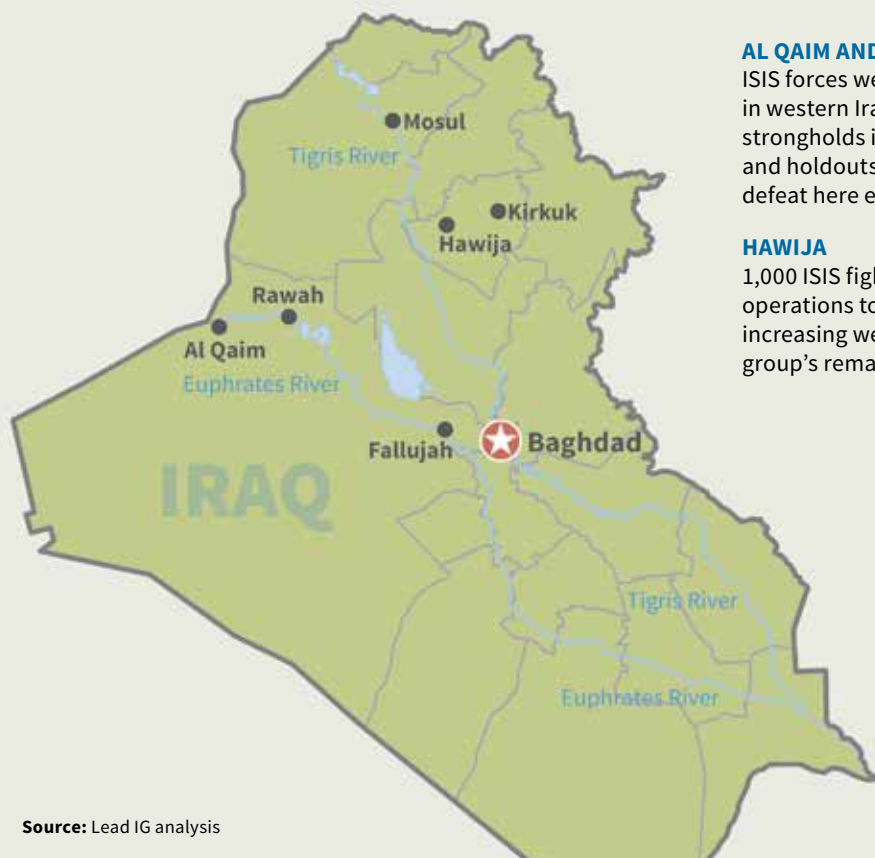 Mosul
Tigris River
Kirkuk
Hawija
Rawah
Al Qaim
Euphrates River
Fallujah
Baghdad
IRAQ
Tigris River
Euphrates River
Source: Lead IG analysis
AL QAIM AND
ISIS forces we
in western Ira
strongholds i
and holdouts
defeat here e
HAWIJA
1,000 ISIS figh
operations to
increasing we
group’s rema